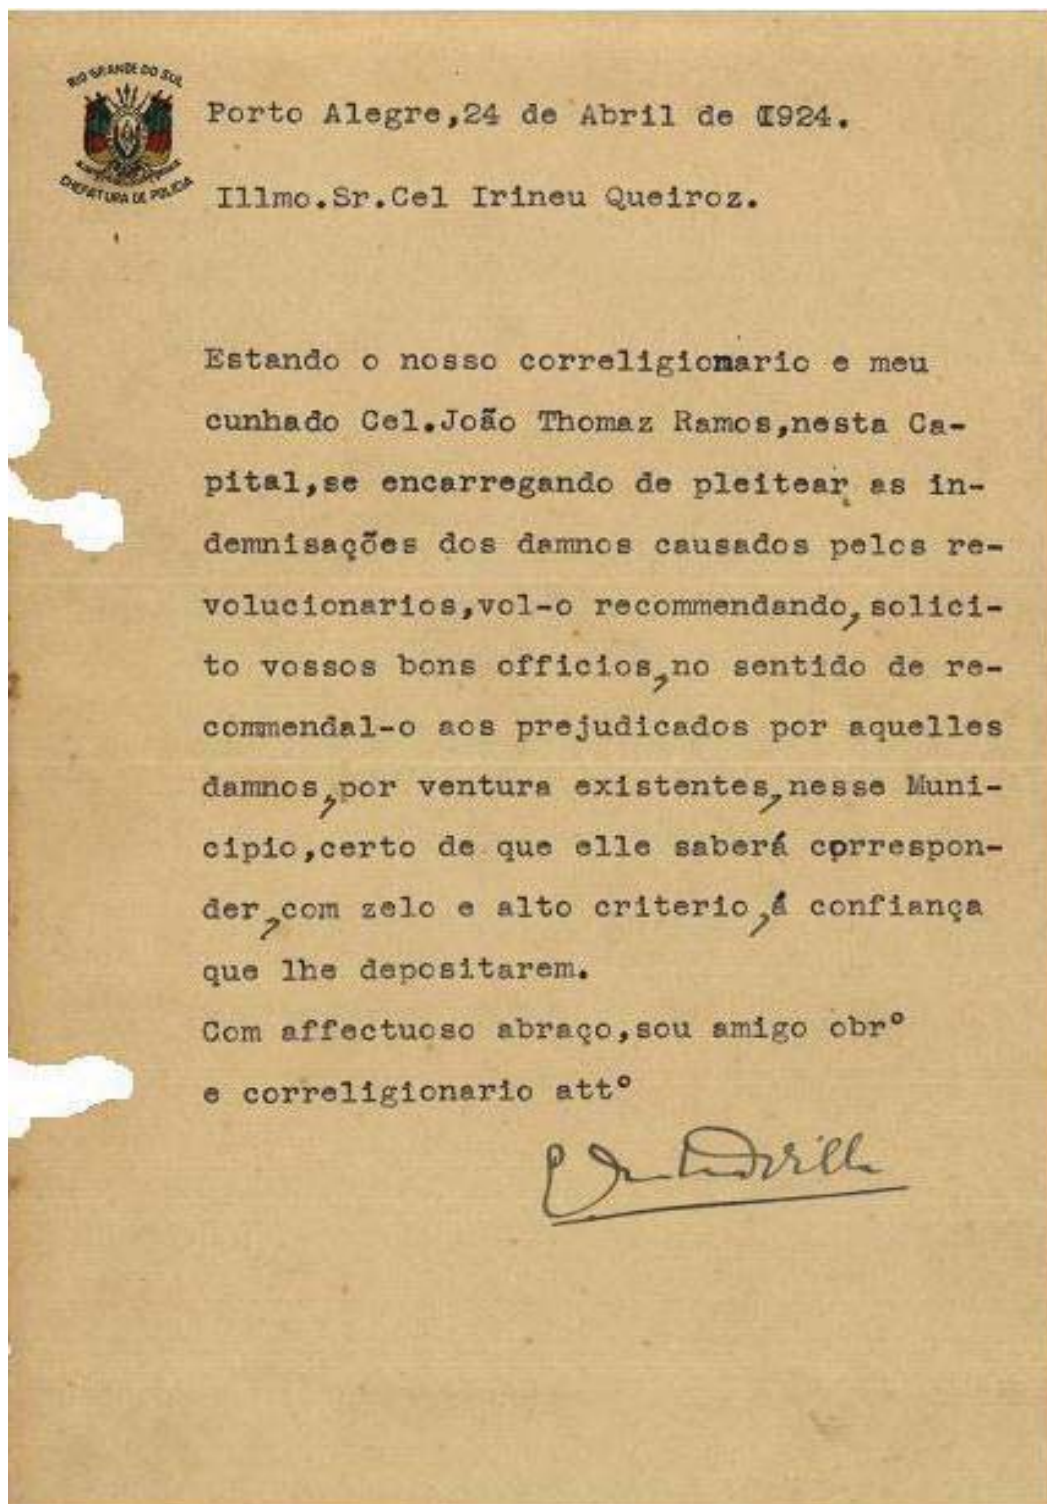 RIO GRANDE DO SUL
CHEFATURA DE POLICIA
Porto Alegre,24 de Abril de 1924.
Illmo.Sr.Cel Irineu Queiroz.
Estando o nosso correligionario e meu
cunhado Cel.João Thomaz Ramos,nesta Ca-
pital,se encarregando de pleitear as in-
demnisações dos damnos causados pelos re-
volucionarios,vol-o recommendando,solici-
to vossos bons officios,no sentido de re-
commendal-o aos prejudicados por aquelles
damnos,por ventura existentes,nesse Muni-
cipio,certo de que elle saberá correspon-
der,com zelo e alto criterio,á confiança
que lhe depositarem.
Com affectuoso abraço,sou amigo obrº
e correligionario attº